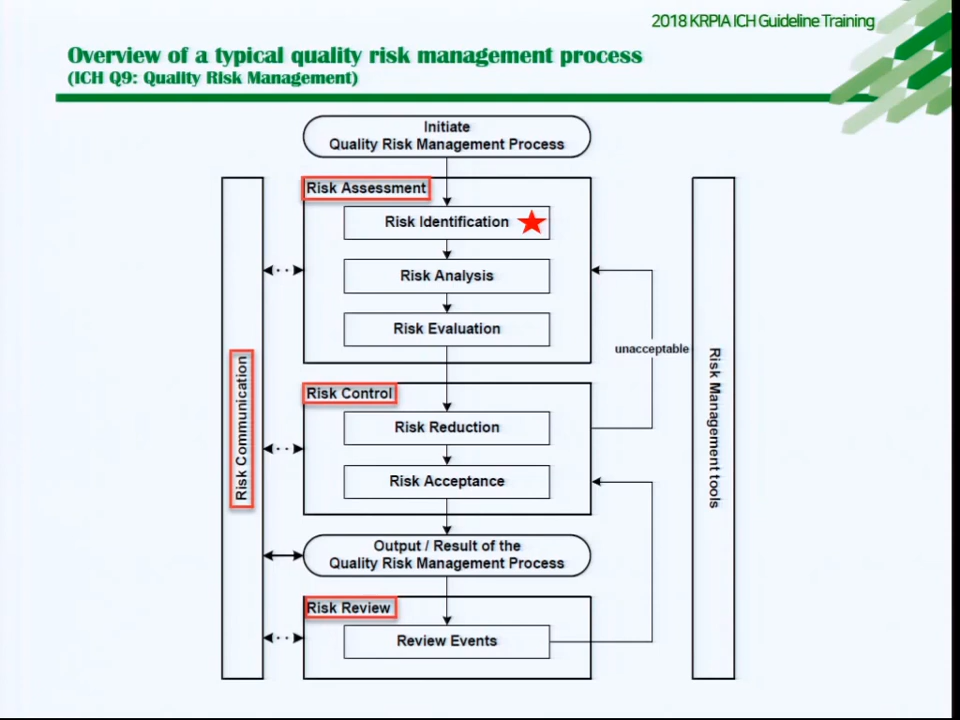 2018 KRPIA ICH Guideline Training
Overview of a typical quality risk management process
(ICH Q9: Quality Risk Management)
Initiate
Quality Risk Management Process
Risk Assessment
Risk Identification
Risk Analysis
Risk Evaluation
unacceptable
Risk Control
Risk Reduction
Risk Acceptance
Output / Result of the
Quality Risk Management Process
Risk Review
Review Events
Risk Communication
Risk Management tools